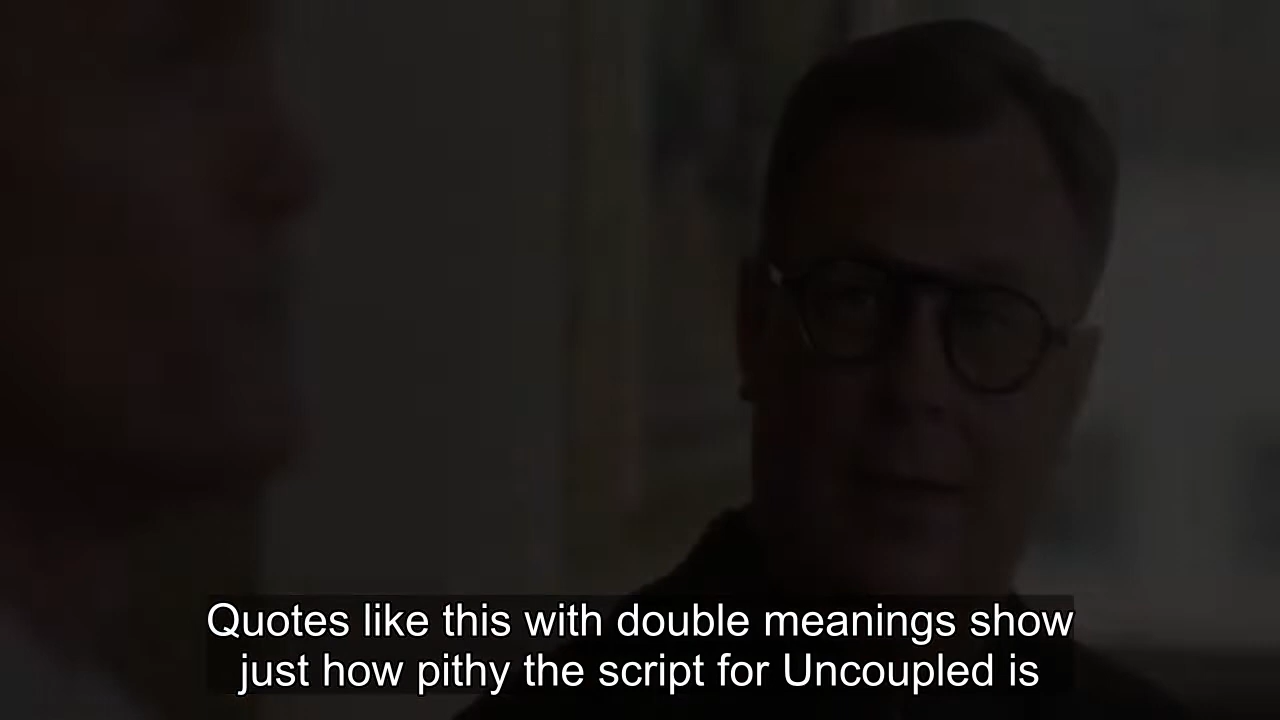 Quotes like this with double meanings show
just how pithy the script for Uncoupled is